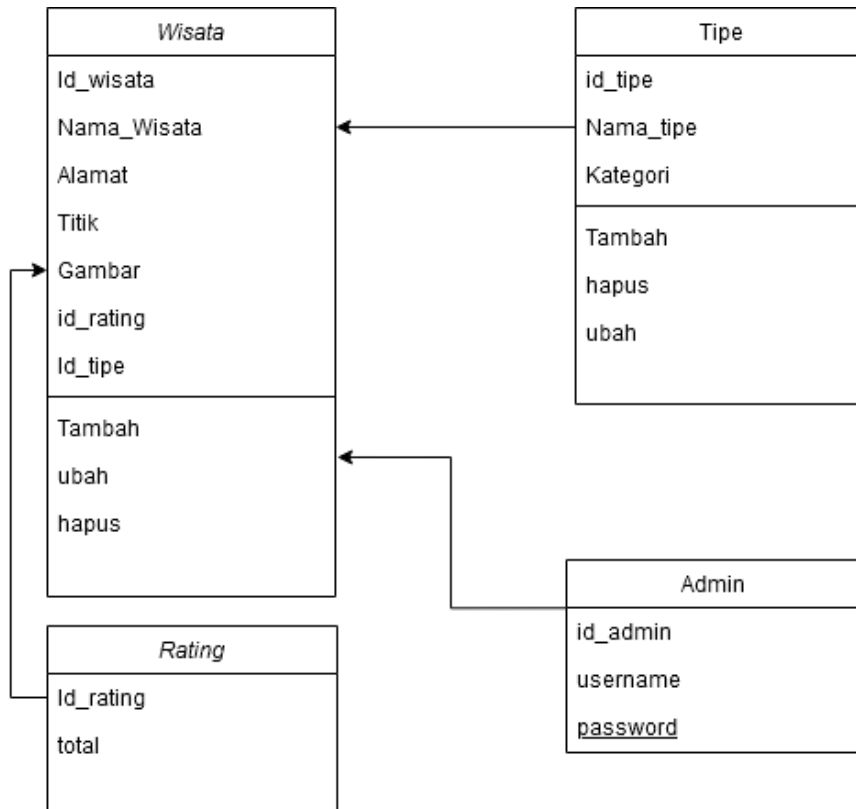 Wisata
Id_wisata
Nama_Wisata
Alamat
Titik
Gambar
id_rating
Id_tipe
Tambah
ubah
hapus
Tipe
id_tipe
Nama_tipe
Kategori
Tambah
hapus
ubah
Rating
Id_rating
total
Admin
id_admin
username
password